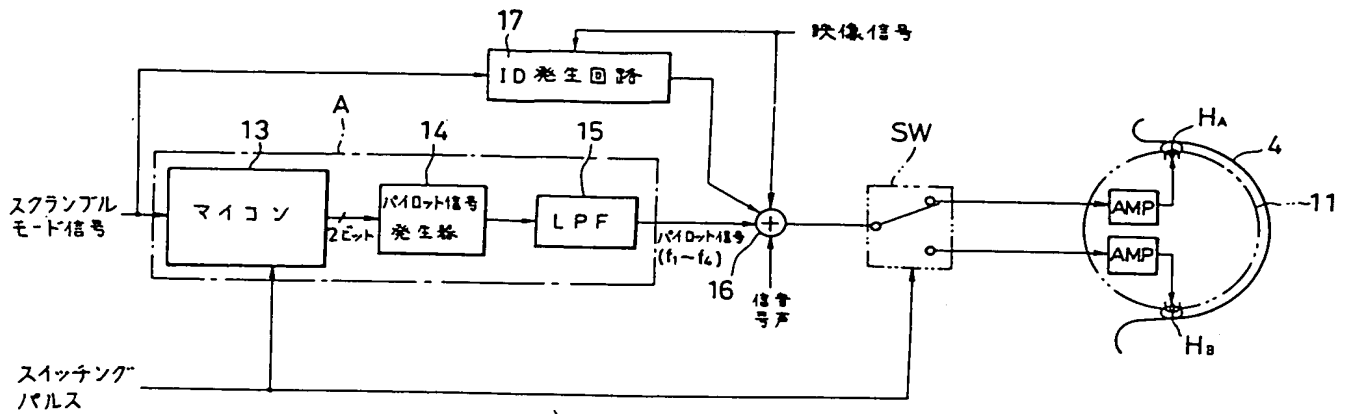 17
映像信号
ID発生回路
A
13
14
15
SW
HA
4
スクランブル
モード信号
マイコン
2ビット
パイロット信号
発生器
LPF
パイロット信号
(f1~f4)
+
16
音声
信号
AMP
AMP
11
HB
スイッチング
パルス